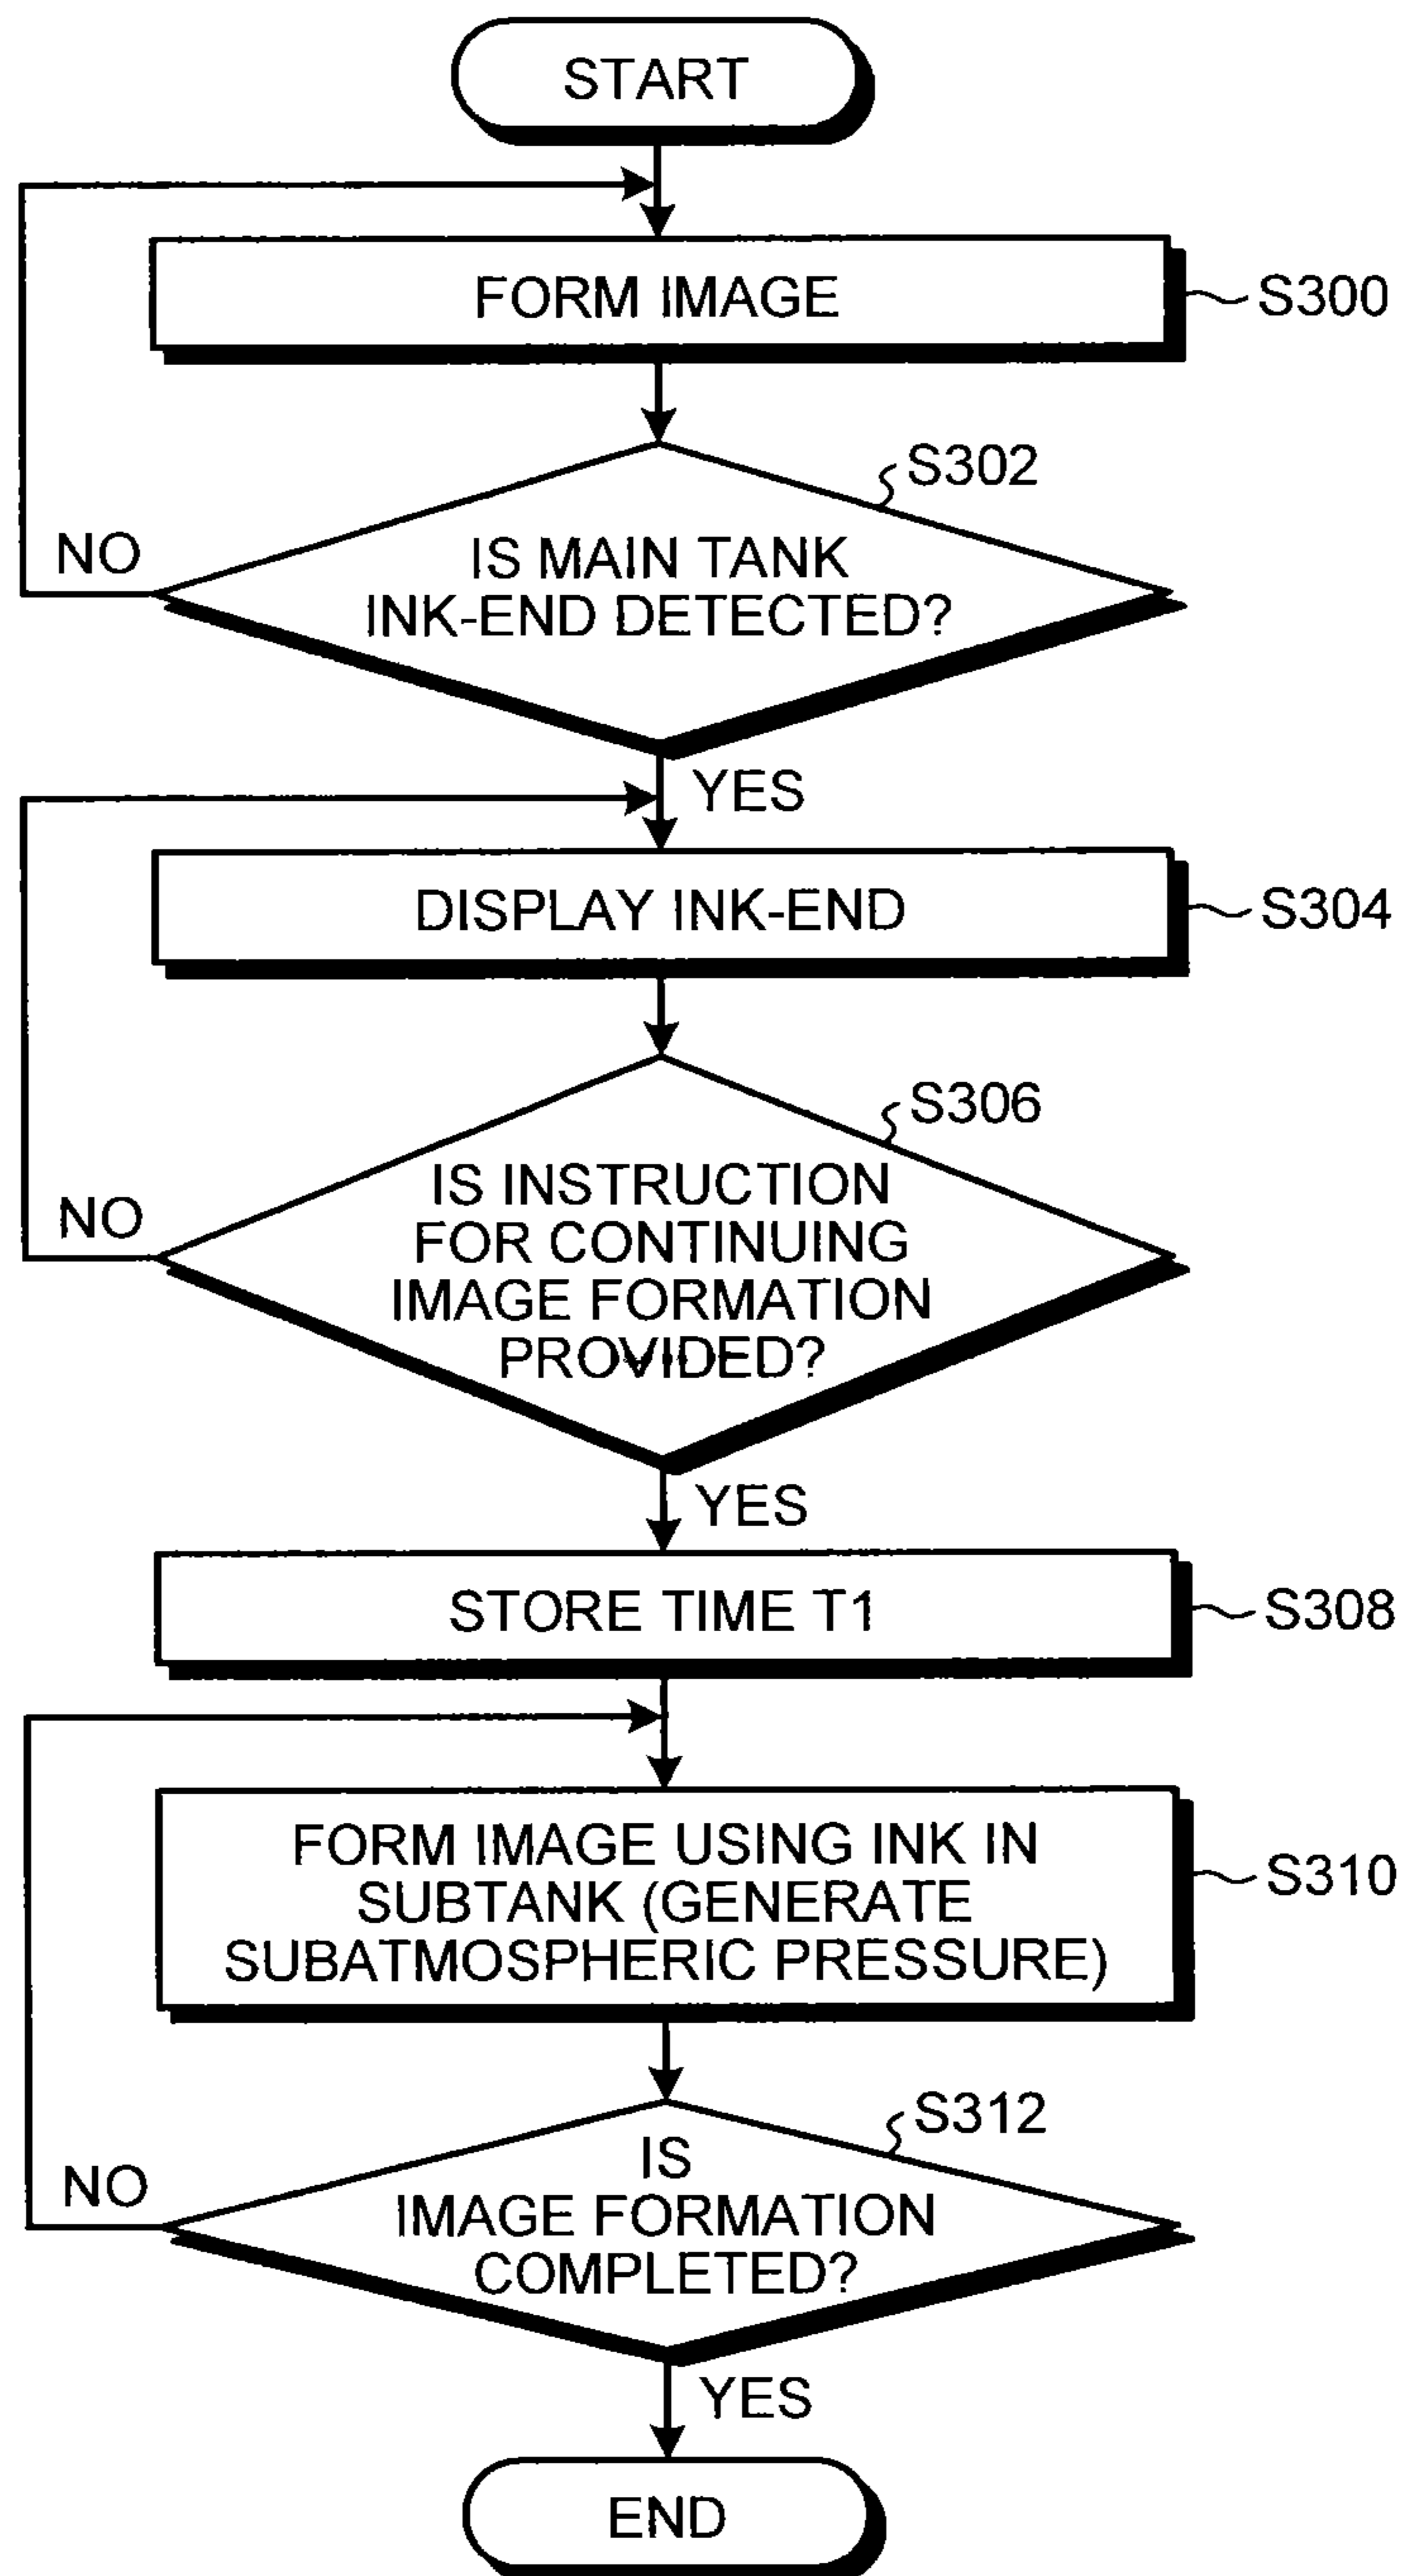 START
FORM IMAGE
S300
S302
IS MAIN TANK
INK-END DETECTED?
NO
YES
DISPLAY INK-END
S304
S306
IS INSTRUCTION
FOR CONTINUING
IMAGE FORMATION
PROVIDED?
NO
YES
STORE TIME T1
S308
FORM IMAGE USING INK IN
SUBTANK (GENERATE
SUBATMOSPHERIC PRESSURE)
S310
S312
IS
IMAGE FORMATION
COMPLETED?
NO
YES
END